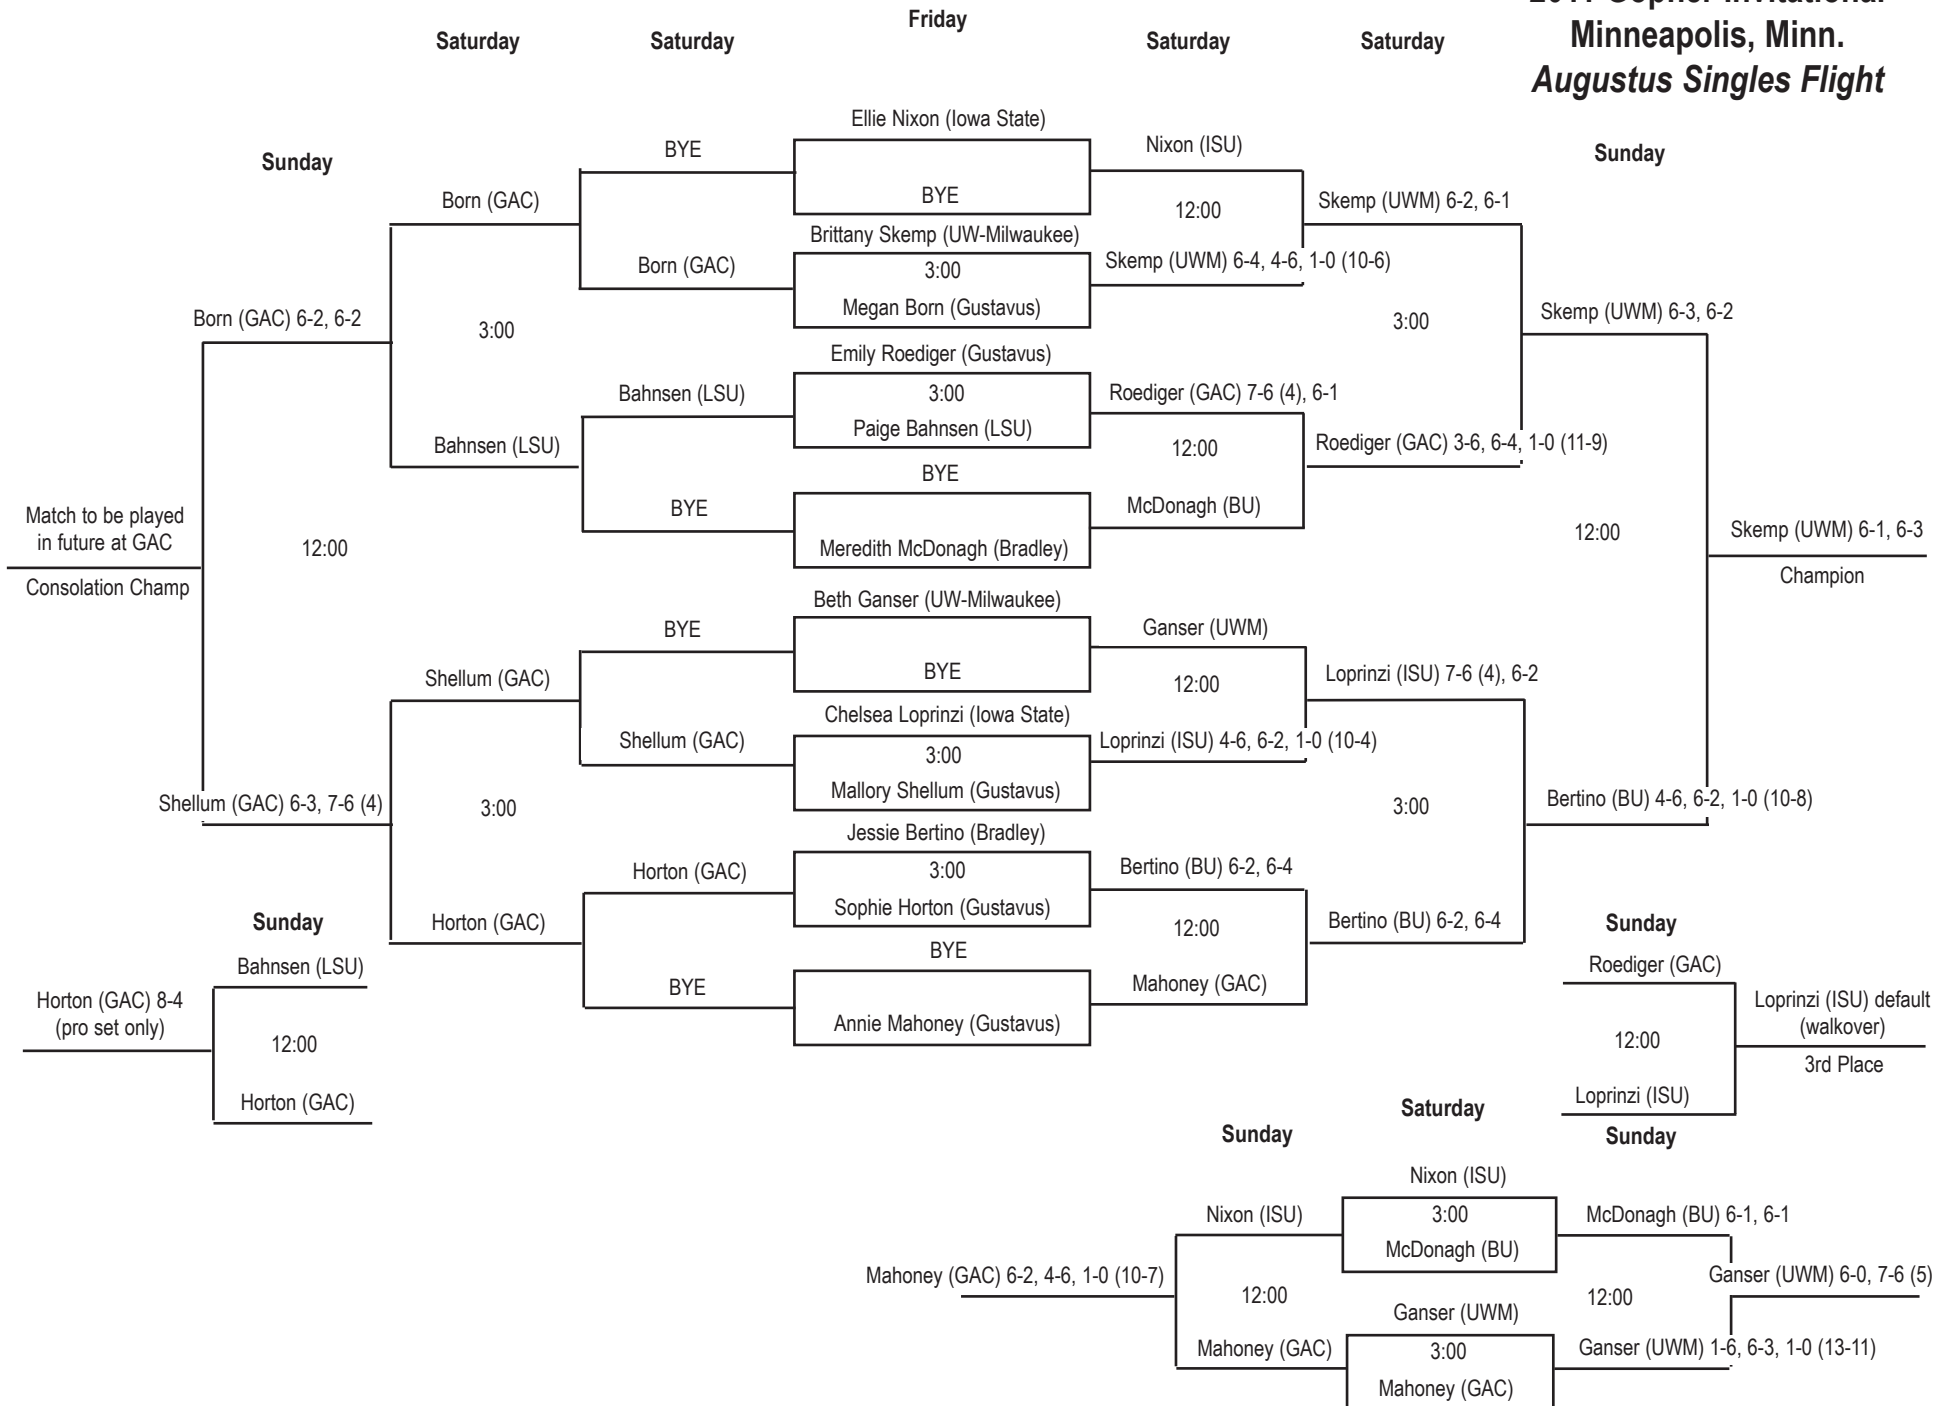 Minneapolis, Minn.
Augustus Singles Flight
Friday
Saturday
Saturday
Saturday
Saturday
Sunday
Sunday
Ellie Nixon (Iowa State)
BYE
Brittany Skemp (UW-Milwaukee)
3:00
Megan Born (Gustavus)
Emily Roediger (Gustavus)
3:00
Paige Bahnsen (LSU)
BYE
Meredith McDonagh (Bradley)
Beth Ganser (UW-Milwaukee)
BYE
Chelsea Loprinzi (Iowa State)
3:00
Mallory Shellum (Gustavus)
Jessie Bertino (Bradley)
3:00
Sophie Horton (Gustavus)
BYE
Annie Mahoney (Gustavus)
Nixon (ISU)
12:00
Skemp (UWM) 6-4, 4-6, 1-0 (10-6)
Roediger (GAC) 7-6 (4), 6-1
12:00
McDonagh (BU)
Ganser (UWM)
12:00
Loprinzi (ISU) 4-6, 6-2, 1-0 (10-4)
Bertino (BU) 6-2, 6-4
12:00
Mahoney (GAC)
Skemp (UWM) 6-2, 6-1
3:00
Roediger (GAC) 3-6, 6-4, 1-0 (11-9)
Loprinzi (ISU) 7-6 (4), 6-2
3:00
Bertino (BU) 6-2, 6-4
Skemp (UWM) 6-3, 6-2
12:00
Bertino (BU) 4-6, 6-2, 1-0 (10-8)
Skemp (UWM) 6-1, 6-3
Champion
BYE
Born (GAC)
Bahnsen (LSU)
BYE
BYE
Shellum (GAC)
Horton (GAC)
BYE
Born (GAC)
3:00
Bahnsen (LSU)
Shellum (GAC)
3:00
Horton (GAC)
Born (GAC) 6-2, 6-2
12:00
Shellum (GAC) 6-3, 7-6 (4)
Match to be played
in future at GAC
Consolation Champ
Sunday
Bahnsen (LSU)
12:00
Horton (GAC)
Horton (GAC) 8-4
(pro set only)
Sunday
Roediger (GAC)
12:00
Loprinzi (ISU)
Loprinzi (ISU) default
(walkover)
3rd Place
Saturday
Sunday
Sunday
Nixon (ISU)
3:00
McDonagh (BU)
Ganser (UWM)
3:00
Mahoney (GAC)
Nixon (ISU)
12:00
Mahoney (GAC)
Mahoney (GAC) 6-2, 4-6, 1-0 (10-7)
McDonagh (BU) 6-1, 6-1
12:00
Ganser (UWM) 1-6, 6-3, 1-0 (13-11)
Ganser (UWM) 6-0, 7-6 (5)